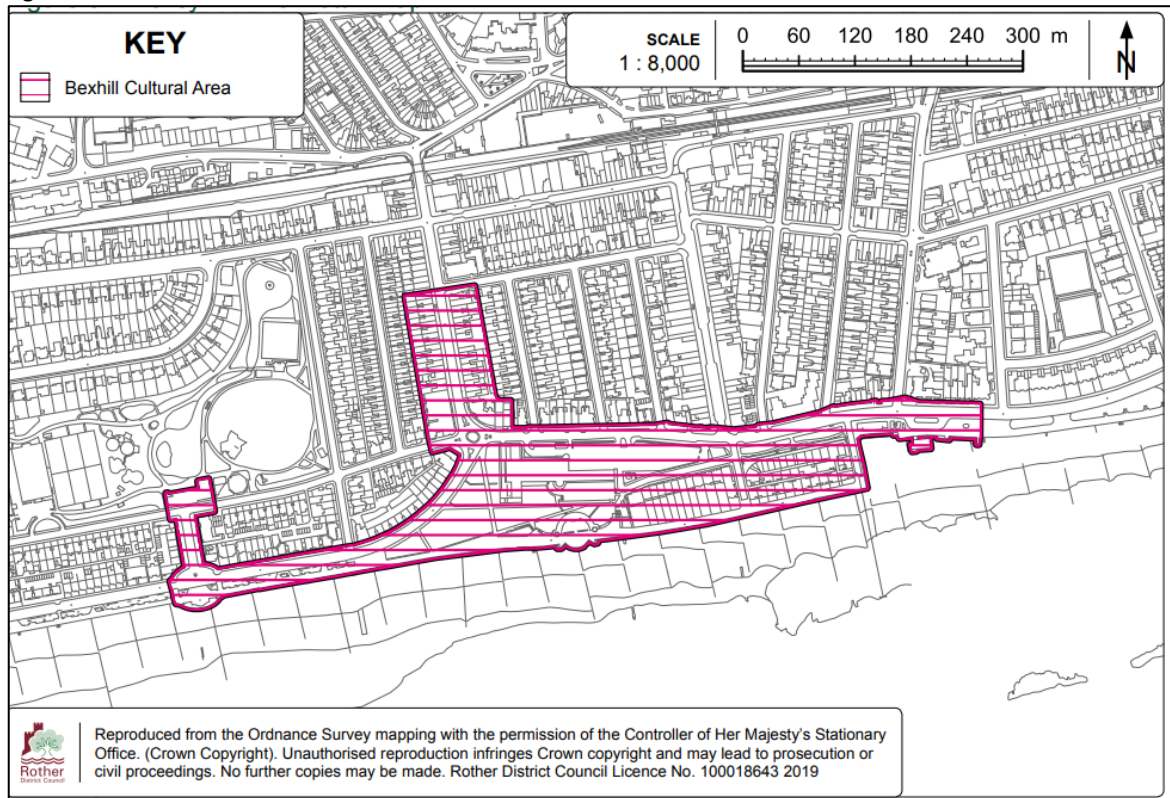 KEY
Bexhill Cultural Area
SCALE
1 : 8,000
0 60 120 180 240 300 m
N
Rother
District Council
Reproduced from the Ordnance Survey mapping with the permission of the Controller of Her Majesty's Stationary
Office. (Crown Copyright). Unauthorised reproduction infringes Crown copyright and may lead to prosecution or
civil proceedings. No further copies may be made. Rother District Council Licence No. 100018643 2019